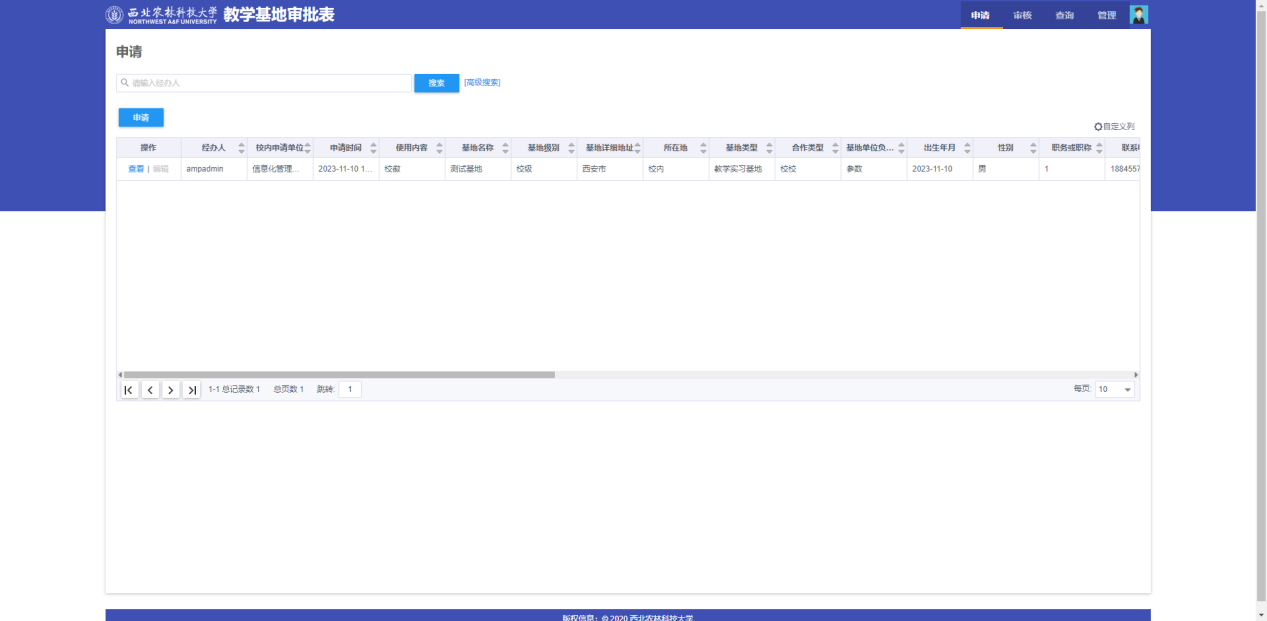 西北农林科技大学 教学基地审批表 申请 审核 查询 管理
NORTHWEST A&F UNIVERSITY
申请
请输入经办人 搜索 [高级搜索]
申请
自定义列
操作 经办人 校内申请单位 申请时间 使用内容 基地名称 基地级别 基地详细地址 所在地 基地类型 合作类型 基地单位负... 出生年月 性别 职务或职称 联系
查看 | 编辑 ampadmin 信息化管理... 2023-11-10 1... 校徽 测试基地 校级 西安市 校内 教学实习基地 校校 参数 2023-11-10 男 1 1884557
1-1 总记录数 1 总页数 1 跳转: 1 每页: 10
版权信息：© 2020 西北农林科技大学